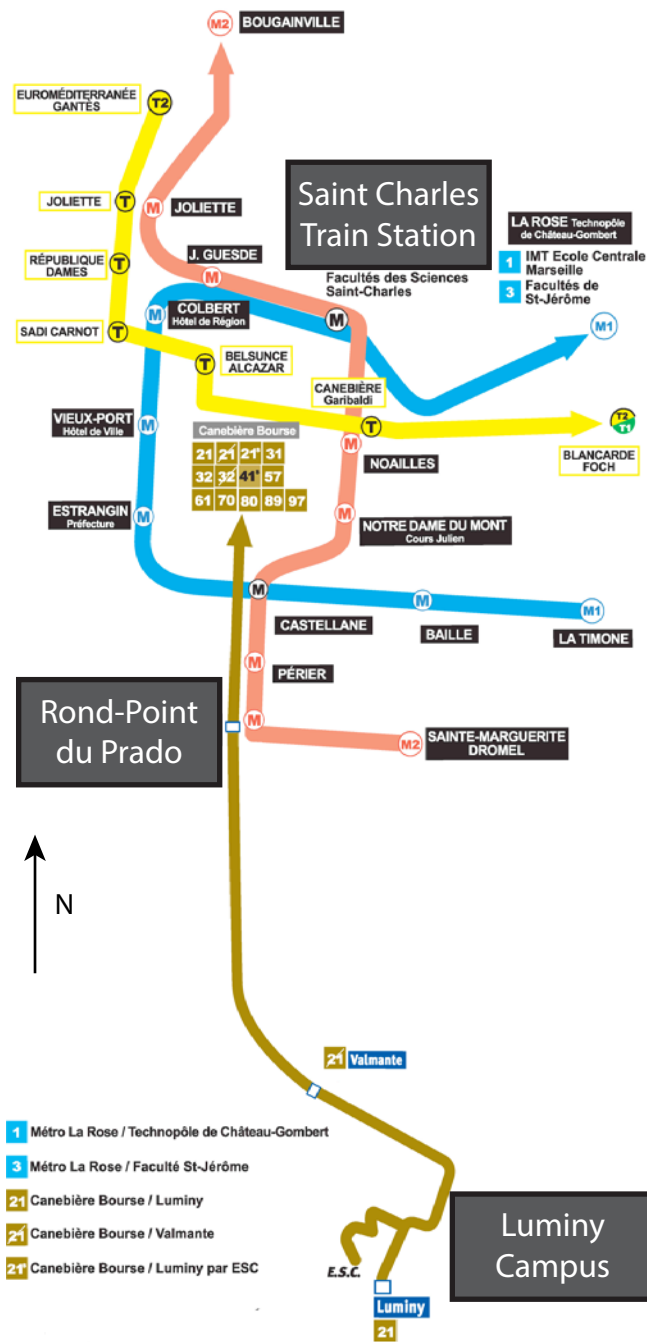 M2 BOUGAINVILLE
EUROMÉDITERRANÉE
GANTÈS
T2
JOLIETTE
T
M
JOLIETTE
Saint Charles
Train Station
LA ROSE Technopôle
de Château-Gombert
1 IMT Ecole Centrale
Marseille
3 Facultés de
St-Jérôme
J. GUESDE
M
RÉPUBLIQUE
DAMES
T
Facultés des Sciences
Saint-Charles
M
COLBERT
Hôtel de Région
M
M1
SADI CARNOT
T
BELSUNCE
ALCAZAR
T
CANEBIÈRE
Garibaldi
T
VIEUX-PORT
Hôtel de Ville
M
T2
T1
BLANCARDE
FOCH
Canebière Bourse
21 21 21' 31
32 32 41' 57
61 70 80 89 97
M
NOAILLES
ESTRANGIN
Préfecture
M
M
NOTRE DAME DU MONT
Cours Julien
M
CASTELLANE
M
BAILLE
M1
LA TIMONE
M
PÉRIER
Rond-Point
du Prado
M
M2
SAINTE-MARGUERITE
DROMEL
N
21 Valmante
1 Métro La Rose / Technopôle de Château-Gombert
3 Métro La Rose / Faculté St-Jérôme
21 Canebière Bourse / Luminy
21 Canebière Bourse / Valmante
21' Canebière Bourse / Luminy par ESC
Luminy
Campus
E.S.C.
Luminy
21